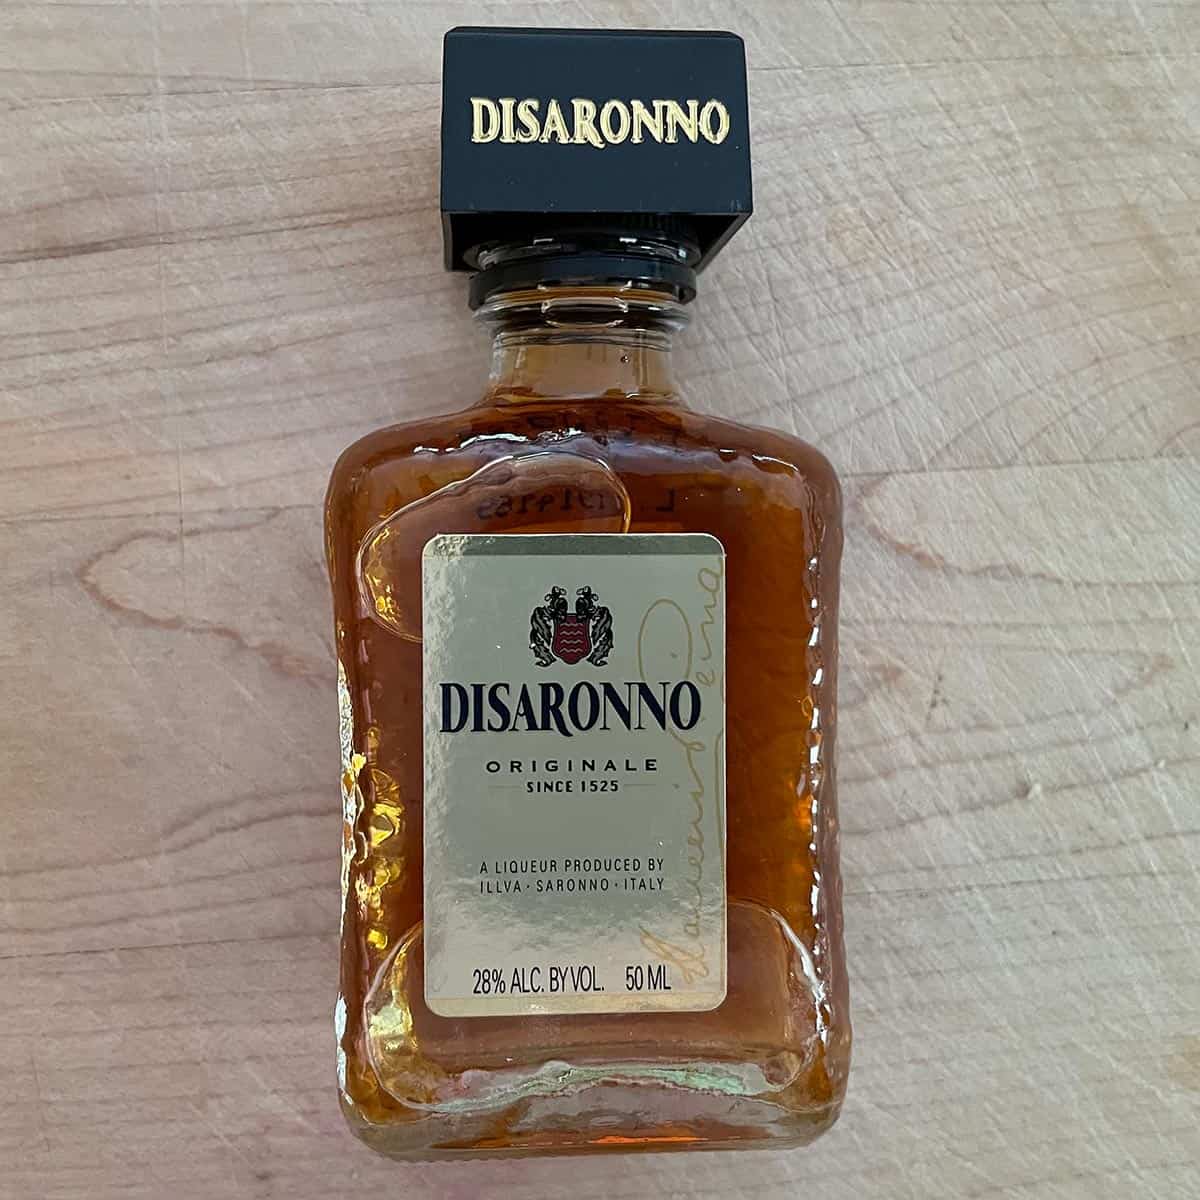 DISARONNO
DISARONNO
ORIGINALE
SINCE 1525
A LIQUEUR PRODUCED BY
ILLVA · SARONNO · ITALY
28% ALC. BY VOL. 50 ML